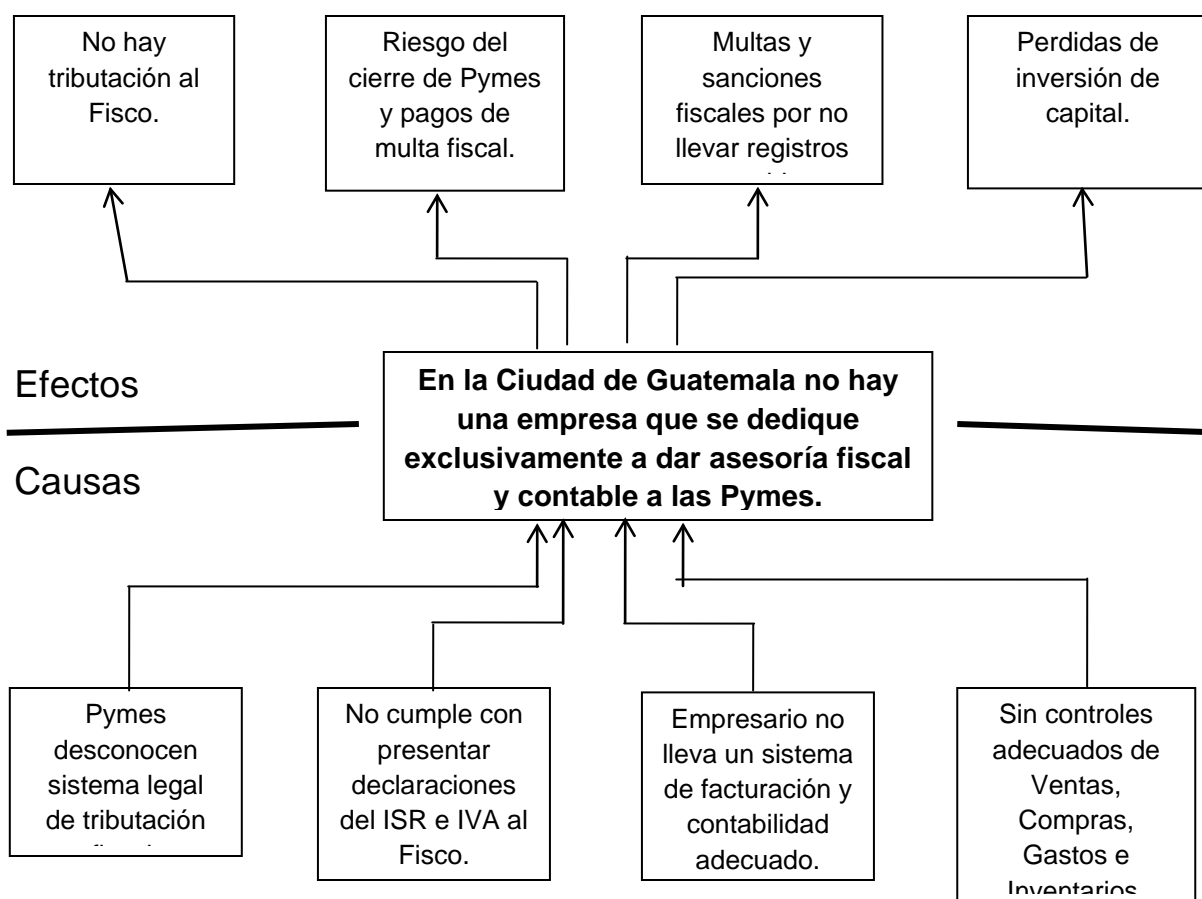 No hay
tributación al
Fisco.
Riesgo del
cierre de Pymes
y pagos de
multa fiscal.
Multas y
sanciones
fiscales por no
llevar registros
Perdidas de
inversión de
capital.
Efectos
En la Ciudad de Guatemala no hay
una empresa que se dedique
exclusivamente a dar asesoría fiscal
y contable a las Pymes.
Causas
Pymes
desconocen
sistema legal
de tributación
No cumple con
presentar
declaraciones
del ISR e IVA al
Fisco.
Empresario no
lleva un sistema
de facturación y
contabilidad
adecuado.
Sin controles
adecuados de
Ventas,
Compras,
Gastos e
Inventarios